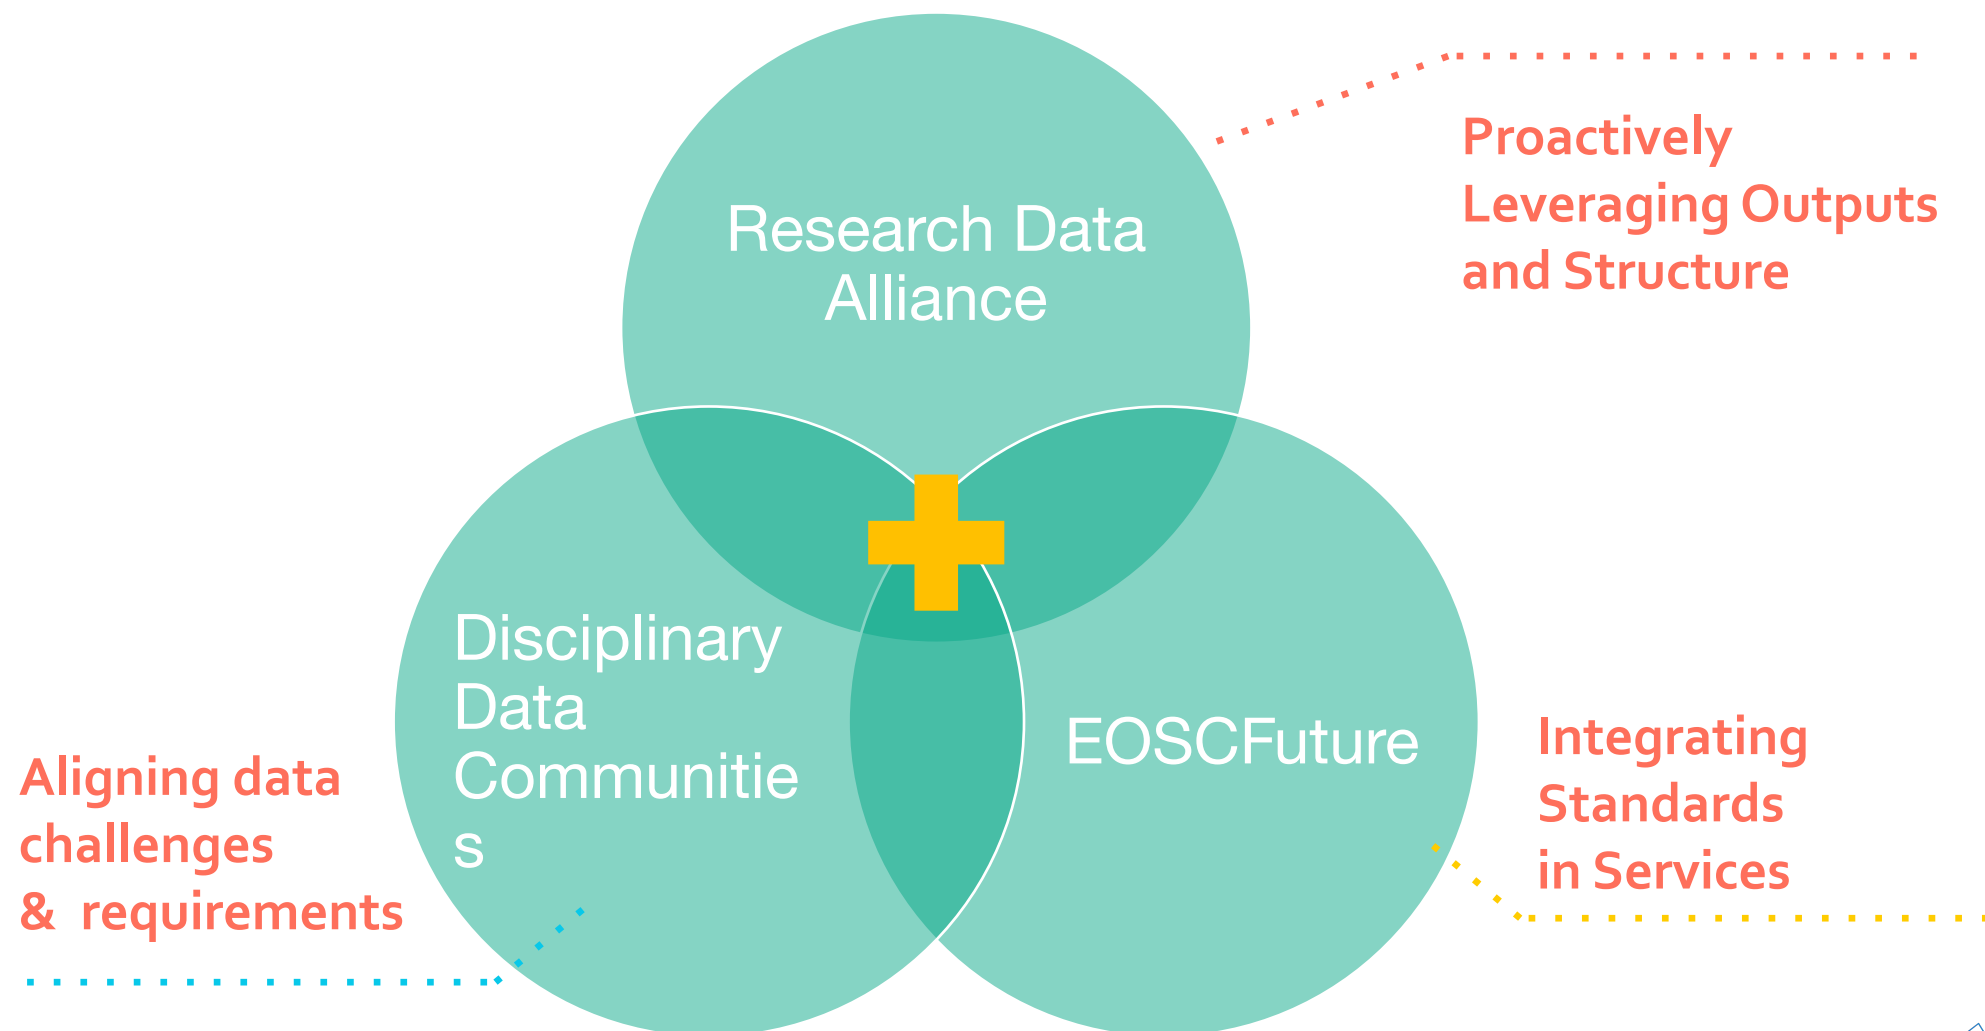 Research Data
Alliance
Proactively
Leveraging Outputs
and Structure
Disciplinary
Data
Communitie
s
EOSCFuture
Aligning data
challenges
& requirements
Integrating
Standards
in Services